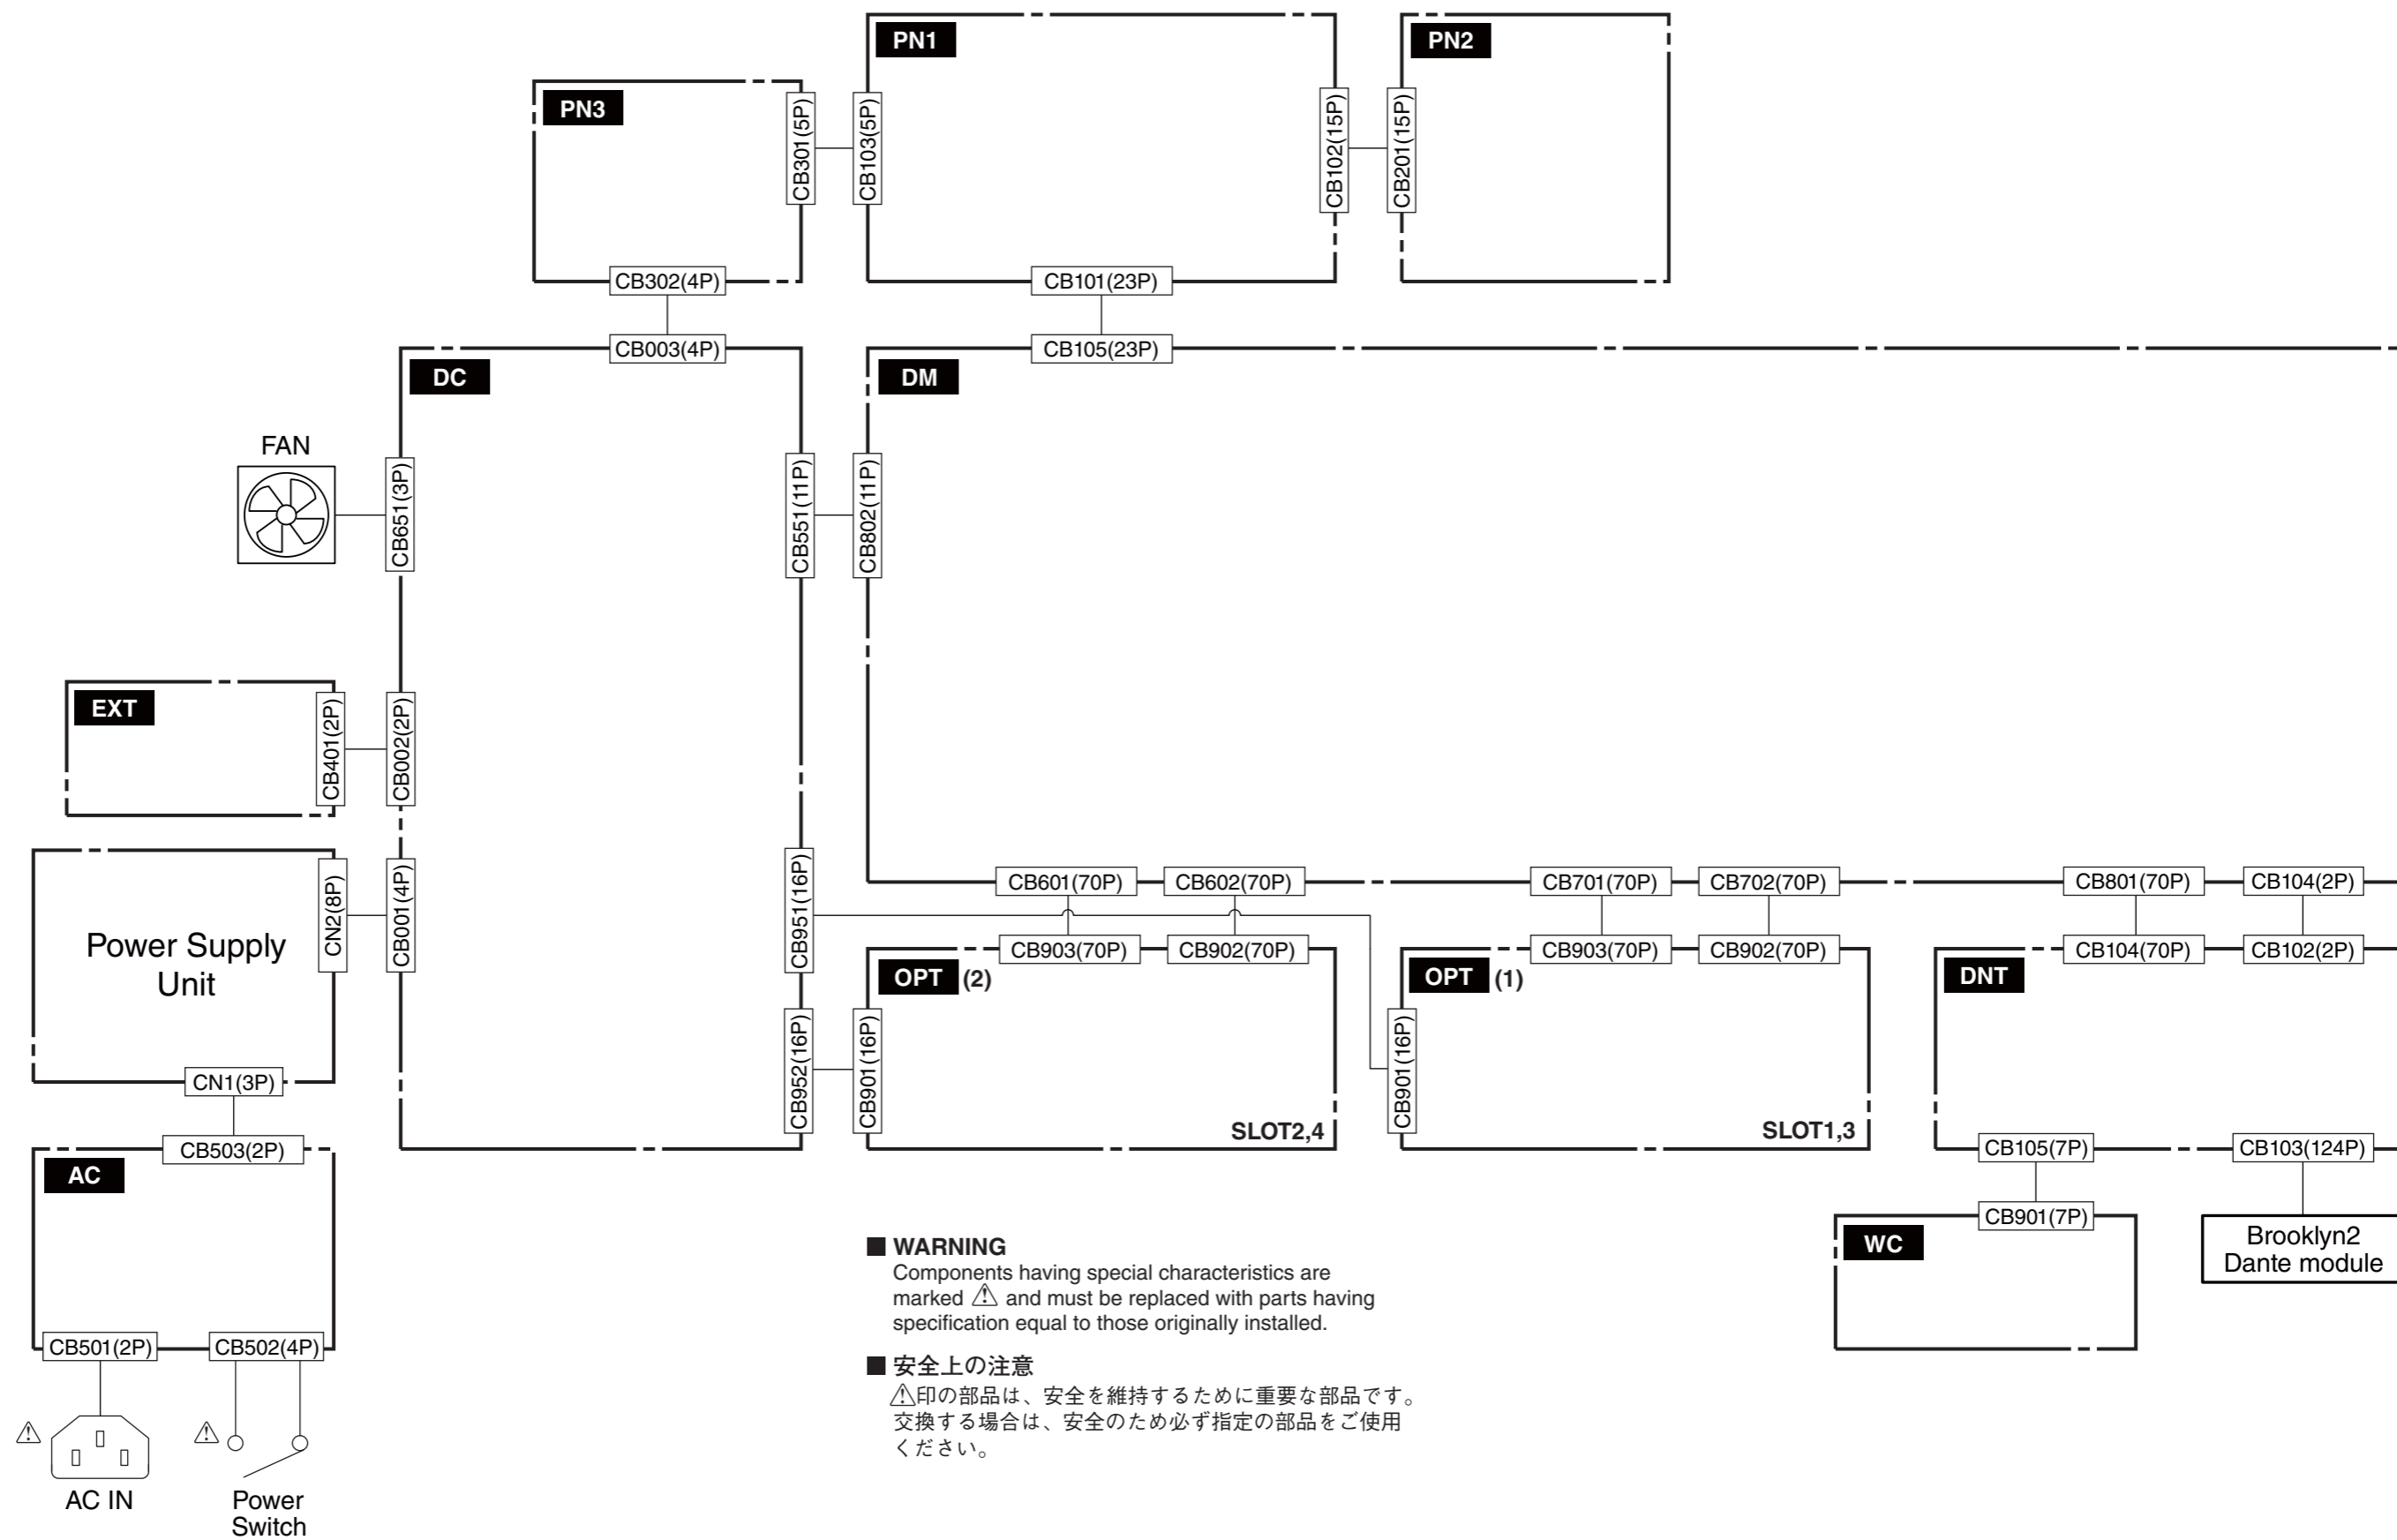 PN1
PN2
PN3
CB301(5P)
CB103(5P)
CB102(15P)
CB201(15P)
CB302(4P)
CB101(23P)
CB003(4P)
CB105(23P)
DC
DM
FAN
CB651(3P)
CB551(11P)
CB802(11P)
EXT
CB401(2P)
CB002(2P)
CN2(8P)
CB001(4P)
CB951(16P)
CB601(70P)
CB602(70P)
CB701(70P)
CB702(70P)
CB801(70P)
CB104(2P)
Power Supply
Unit
CB903(70P)
CB902(70P)
CB903(70P)
CB902(70P)
CB104(70P)
CB102(2P)
OPT (2)
OPT (1)
DNT
CB952(16P)
CB901(16P)
CB901(16P)
CN1(3P)
SLOT2,4
SLOT1,3
CB503(2P)
CB105(7P)
CB103(124P)
AC
CB901(7P)
WC
Brooklyn2
Dante module
■ WARNING
Components having special characteristics are
marked ⚠ and must be replaced with parts having
specification equal to those originally installed.
CB501(2P)
CB502(4P)
■ 安全上の注意
⚠印の部品は、安全を維持するために重要な部品です。
交換する場合は、安全のため必ず指定の部品をご使用
ください。
AC IN
Power
Switch